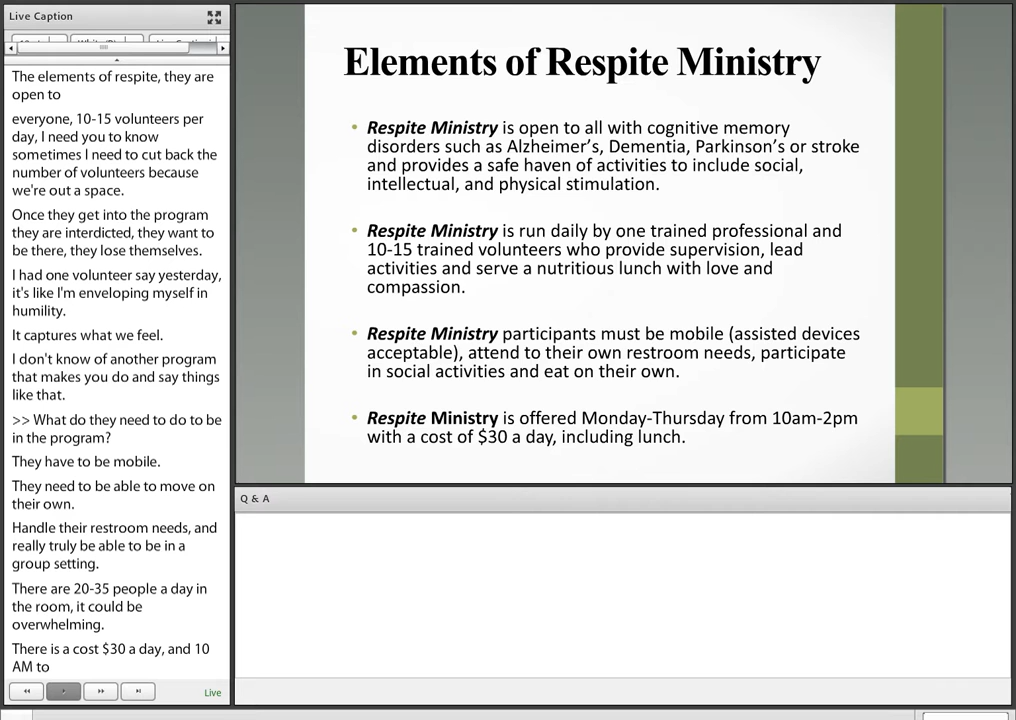 Live Caption
The elements of respite, they are
open to
everyone, 10-15 volunteers per
day, I need you to know
sometimes I need to cut back the
number of volunteers because
we're out a space.
Once they get into the program
they are interdicted, they want to
be there, they lose themselves.
I had one volunteer say yesterday,
it's like I'm enveloping myself in
humility.
It captures what we feel.
I don't know of another program
that makes you do and say things
like that.
>> What do they need to do to be
in the program?
They have to be mobile.
They need to be able to move on
their own.
Handle their restroom needs, and
really truly be able to be in a
group setting.
There are 20-35 people a day in
the room, it could be
overwhelming.
There is a cost $30 a day, and 10
AM to
Live
Elements of Respite Ministry
• Respite Ministry is open to all with cognitive memory
disorders such as Alzheimer's, Dementia, Parkinson's or stroke
and provides a safe haven of activities to include social,
intellectual, and physical stimulation.
• Respite Ministry is run daily by one trained professional and
10-15 trained volunteers who provide supervision, lead
activities and serve a nutritious lunch with love and
compassion.
• Respite Ministry participants must be mobile (assisted devices
acceptable), attend to their own restroom needs, participate
in social activities and eat on their own.
• Respite Ministry is offered Monday-Thursday from 10am-2pm
with a cost of $30 a day, including lunch.
Q & A